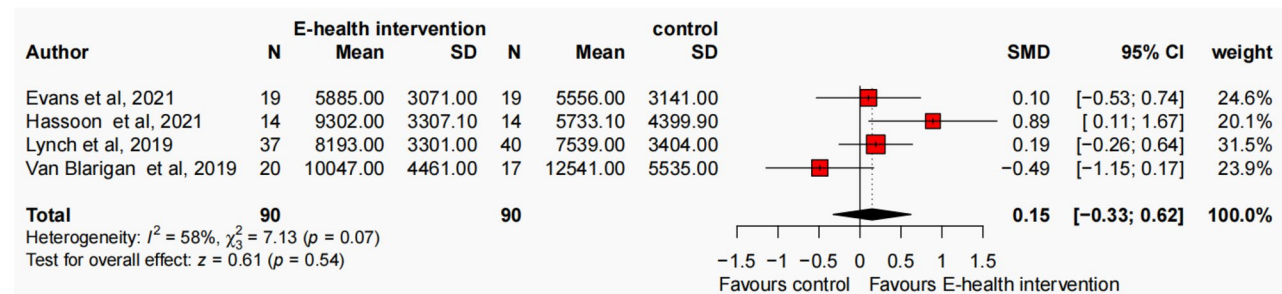 E-health intervention control
Author N Mean SD N Mean SD SMD 95% CI weight
Evans et al, 2021 19 5885.00 3071.00 19 5556.00 3141.00 0.10 [−0.53; 0.74] 24.6%
Hassoon et al, 2021 14 9302.00 3307.10 14 5733.10 4399.90 0.89 [ 0.11; 1.67] 20.1%
Lynch et al, 2019 37 8193.00 3301.00 40 7539.00 3404.00 0.19 [−0.26; 0.64] 31.5%
Van Blarigan et al, 2019 20 10047.00 4461.00 17 12541.00 5535.00 −0.49 [−1.15; 0.17] 23.9%
Total 90 90 0.15 [−0.33; 0.62] 100.0%
Heterogeneity: I² = 58%, χ²₃ = 7.13 (p = 0.07)
Test for overall effect: z = 0.61 (p = 0.54)
−1.5 −1 −0.5 0 0.5 1 1.5
Favours control Favours E-health intervention